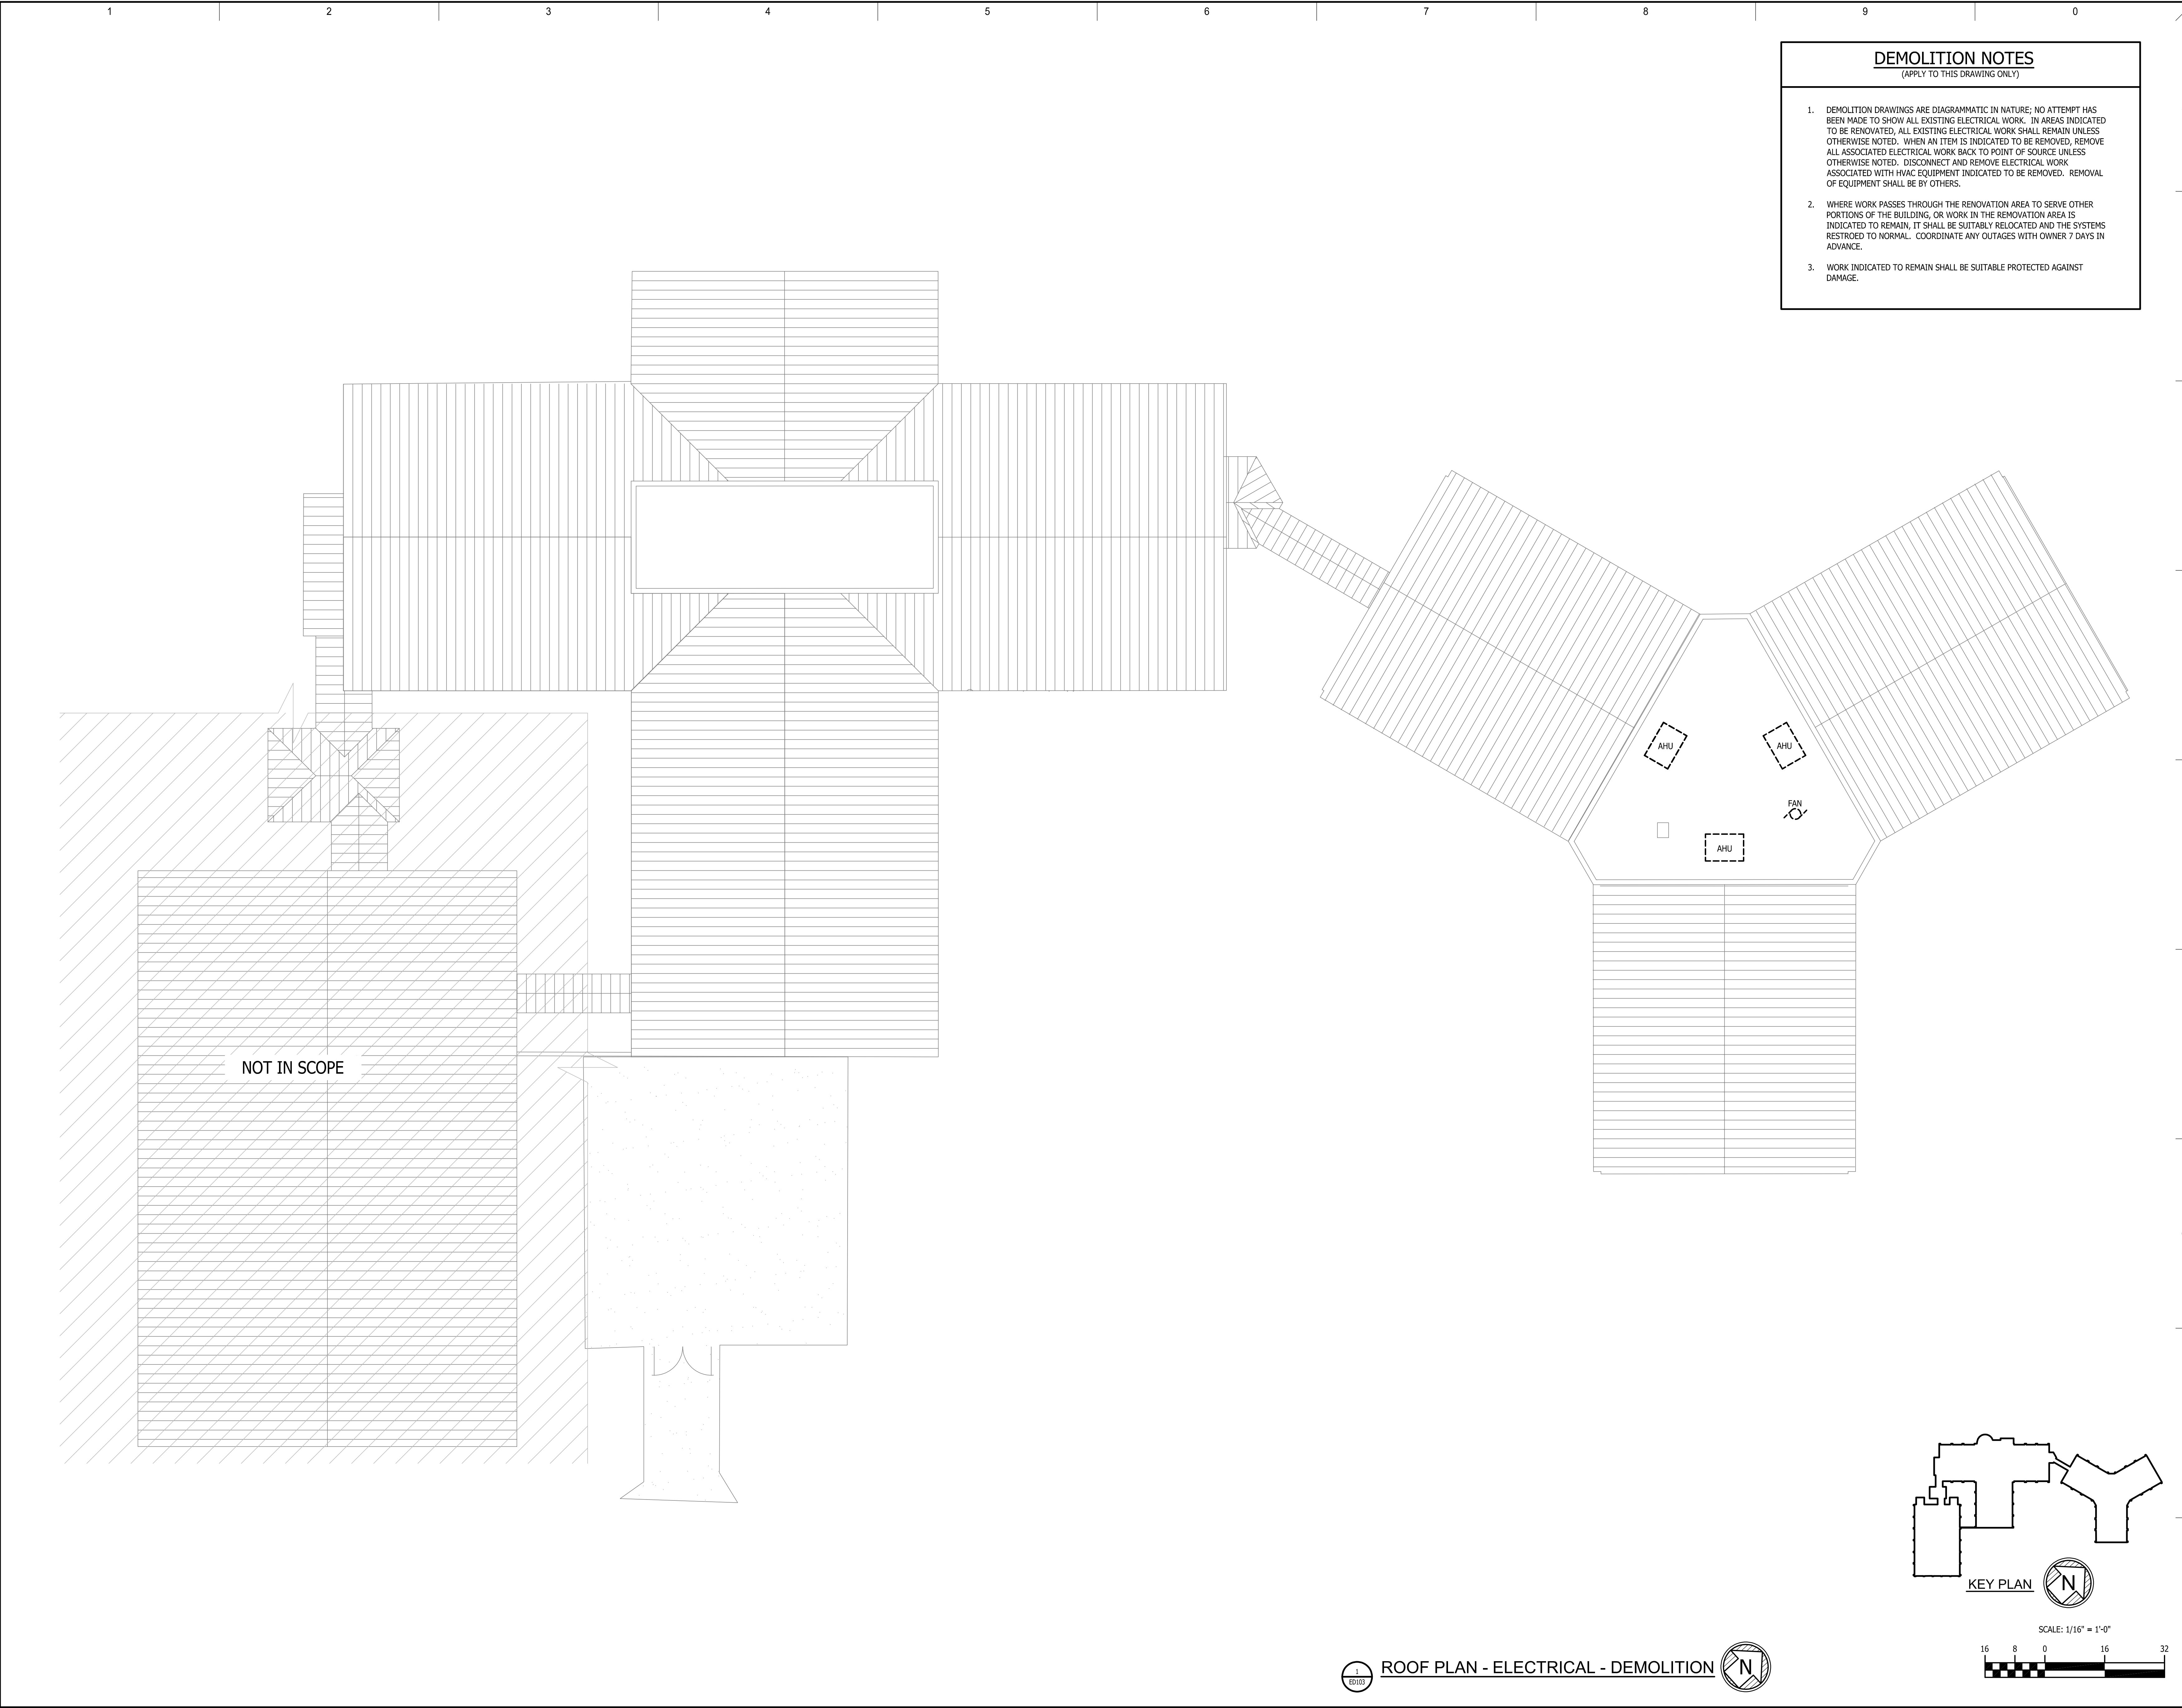 1 2 3 4 5 6 7 8 9 0
DEMOLITION NOTES
(APPLY TO THIS DRAWING ONLY)
1. DEMOLITION DRAWINGS ARE DIAGRAMMATIC IN NATURE; NO ATTEMPT HAS
BEEN MADE TO SHOW ALL EXISTING ELECTRICAL WORK. IN AREAS INDICATED
TO BE RENOVATED, ALL EXISTING ELECTRICAL WORK SHALL REMAIN UNLESS
OTHERWISE NOTED. WHEN AN ITEM IS INDICATED TO BE REMOVED, REMOVE
ALL ASSOCIATED ELECTRICAL WORK BACK TO POINT OF SOURCE UNLESS
OTHERWISE NOTED. DISCONNECT AND REMOVE ELECTRICAL WORK
ASSOCIATED WITH HVAC EQUIPMENT INDICATED TO BE REMOVED. REMOVAL
OF EQUIPMENT SHALL BE BY OTHERS.
2. WHERE WORK PASSES THROUGH THE RENOVATION AREA TO SERVE OTHER
PORTIONS OF THE BUILDING, OR WORK IN THE REMOVATION AREA IS
INDICATED TO REMAIN, IT SHALL BE SUITABLY RELOCATED AND THE SYSTEMS
RESTROED TO NORMAL. COORDINATE ANY OUTAGES WITH OWNER 7 DAYS IN
ADVANCE.
3. WORK INDICATED TO REMAIN SHALL BE SUITABLE PROTECTED AGAINST
DAMAGE.
AHU AHU
FAN
AHU
NOT IN SCOPE
KEY PLAN N
SCALE: 1/16" = 1'-0"
16 8 0 16 32
1
ED103
ROOF PLAN - ELECTRICAL - DEMOLITION N